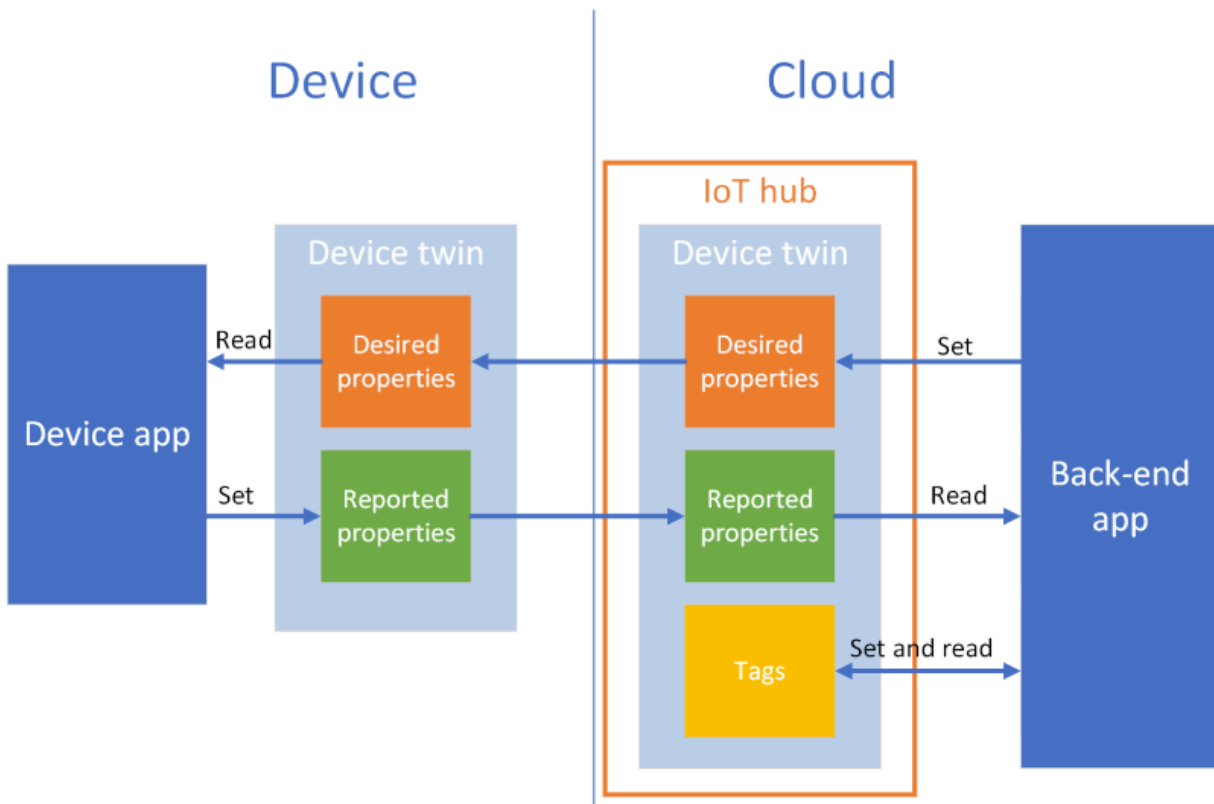 Device
Cloud
IoT hub
Device twin
Device twin
Read
Desired
properties
Desired
properties
Set
Device app
Set
Reported
properties
Reported
properties
Read
Back-end
app
Tags
Set and read